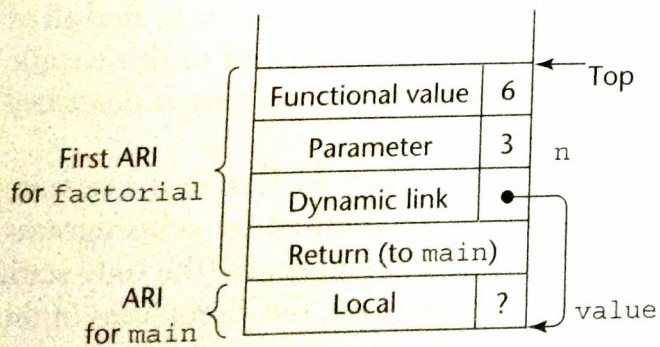 Top
Functional value 6
First ARI
for factorial
Parameter 3 n
Dynamic link
Return (to main)
ARI
for main
Local ? value